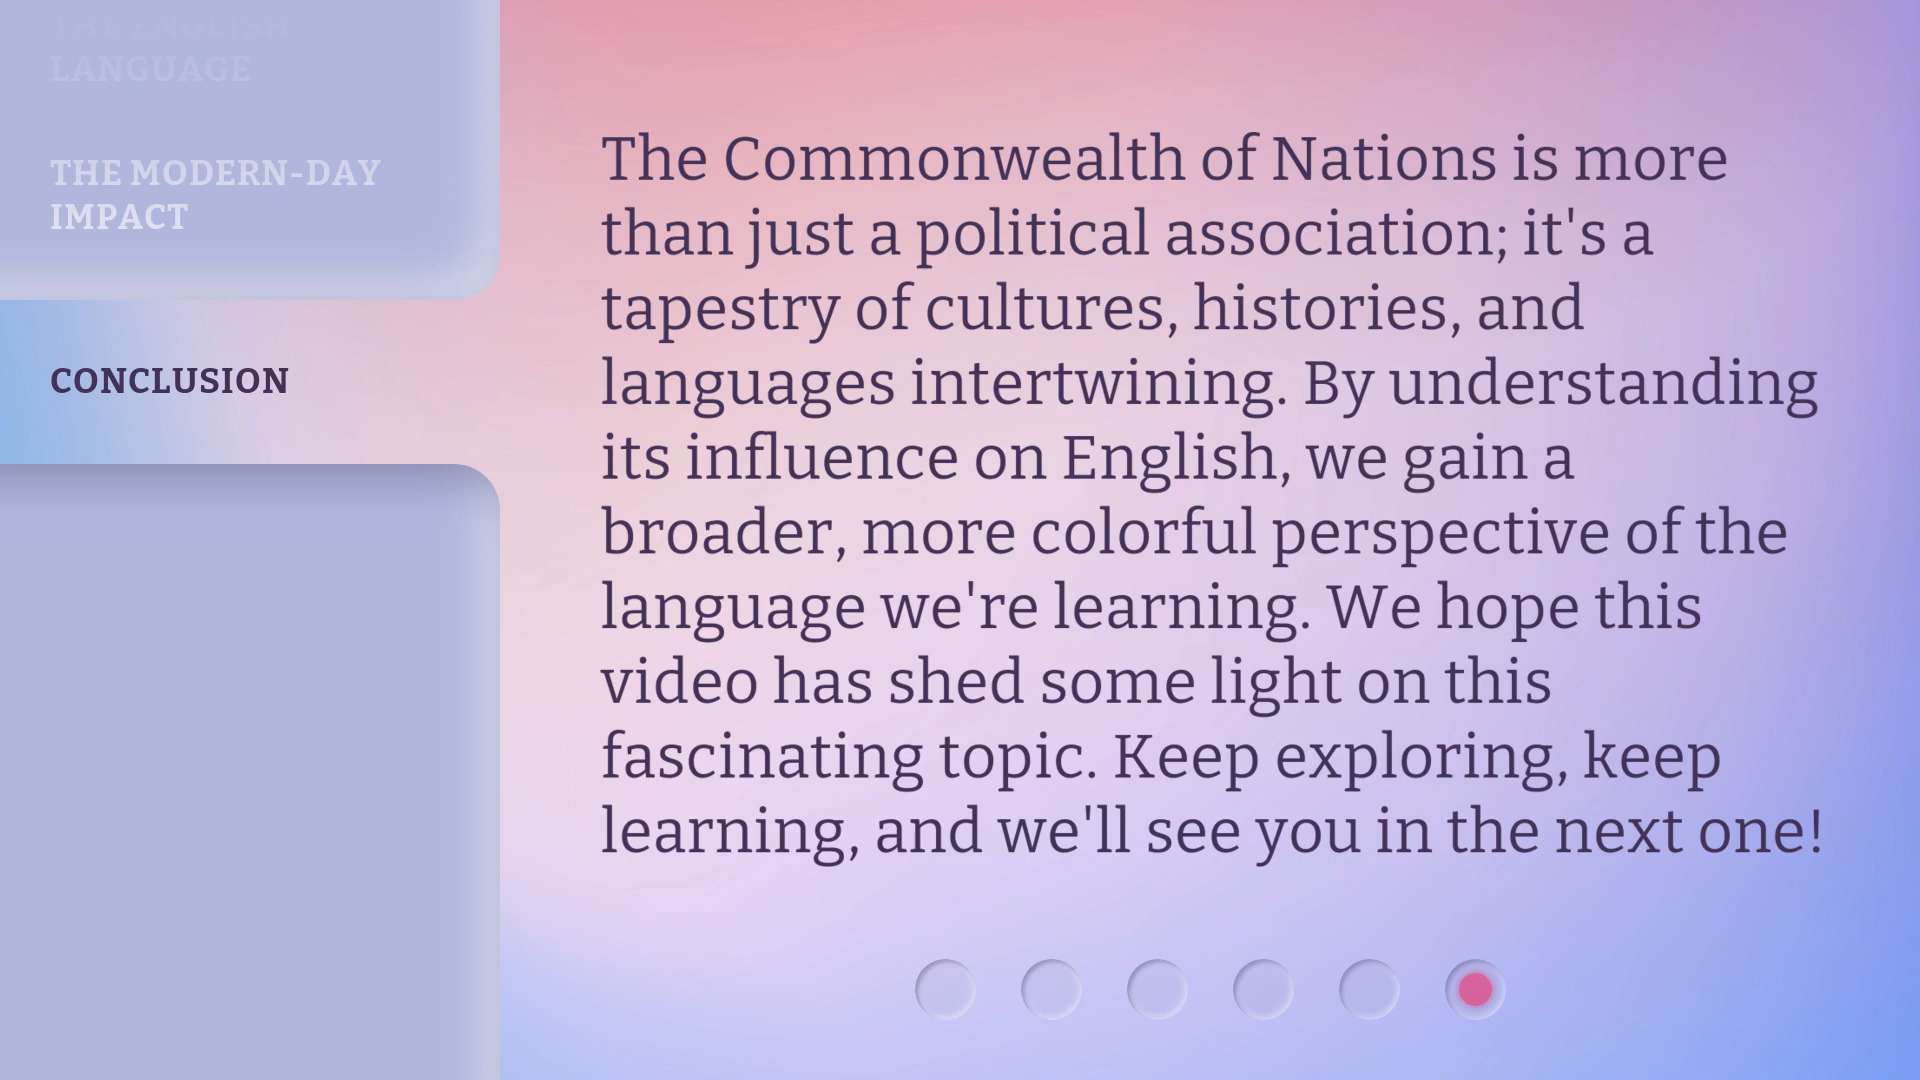 THE ENGLISH
LANGUAGE
THE MODERN-DAY
IMPACT
CONCLUSION
The Commonwealth of Nations is more
than just a political association; it's a
tapestry of cultures, histories, and
languages intertwining. By understanding
its influence on English, we gain a
broader, more colorful perspective of the
language we're learning. We hope this
video has shed some light on this
fascinating topic. Keep exploring, keep
learning, and we'll see you in the next one!